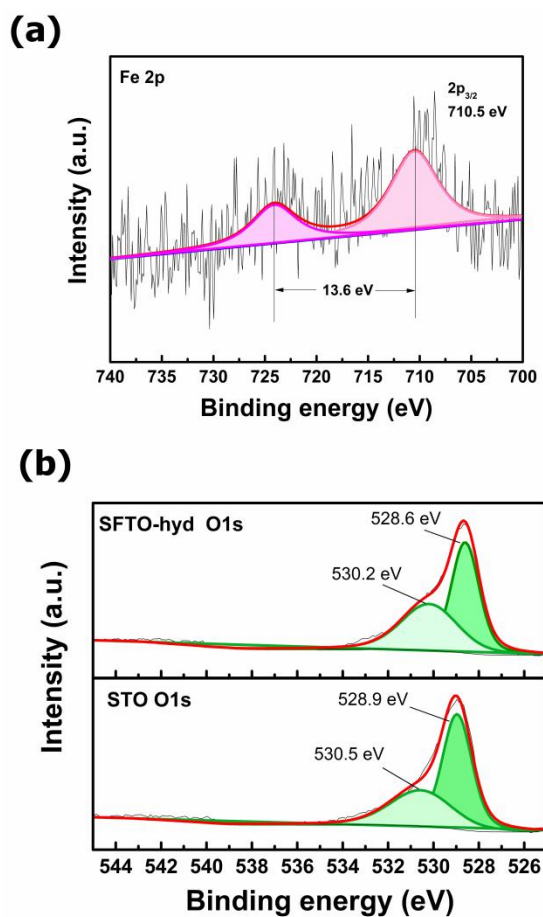 (a)
Fe 2p
2p3/2
710.5 eV
13.6 eV
Intensity (a.u.)
740 735 730 725 720 715 710 705 700
Binding energy (eV)
(b)
SFTO-hyd O1s
528.6 eV
530.2 eV
STO O1s
528.9 eV
530.5 eV
Intensity (a.u.)
544 542 540 538 536 534 532 530 528 526
Binding energy (eV)